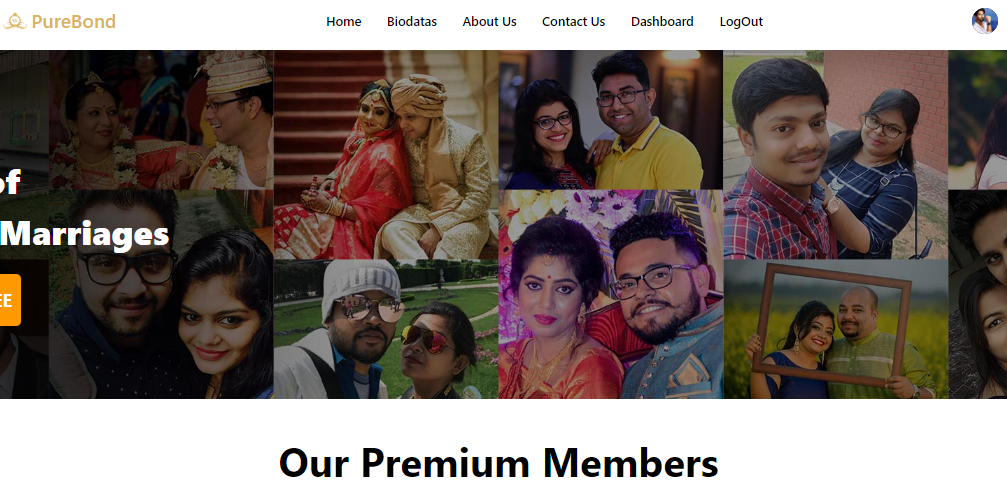 PureBond
Home Biodatas About Us Contact Us Dashboard LogOut
of
Marriages
EE
Our Premium Members